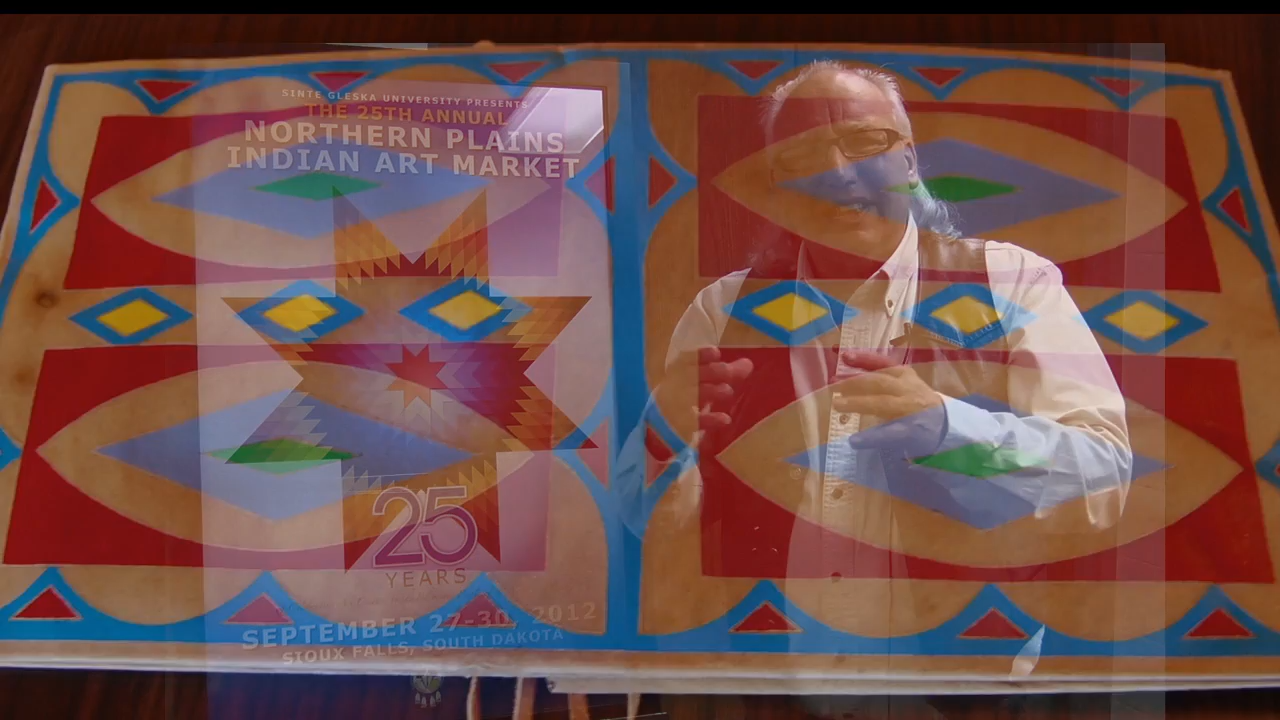 SINTE GLESKA UNIVERSITY PRESENTS
THE 25TH ANNUAL
NORTHERN PLAINS
INDIAN ART MARKET
25
YEARS
SEPTEMBER 27-30, 2012
SIOUX FALLS, SOUTH DAKOTA